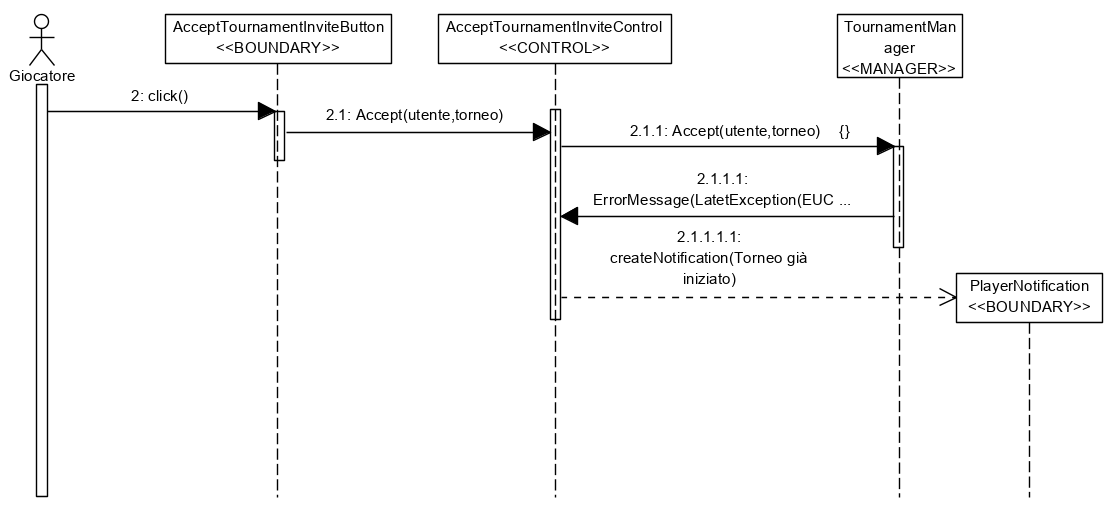 AcceptTournamentInviteButton
<<BOUNDARY>>
AcceptTournamentInviteControl
<<CONTROL>>
TournamentMan
ager
<<MANAGER>>
Giocatore
2: click()
2.1: Accept(utente,torneo)
2.1.1: Accept(utente,torneo) {}
2.1.1.1:
ErrorMessage(LatetException(EUC ...
2.1.1.1.1:
createNotification(Torneo già
iniziato)
PlayerNotification
<<BOUNDARY>>